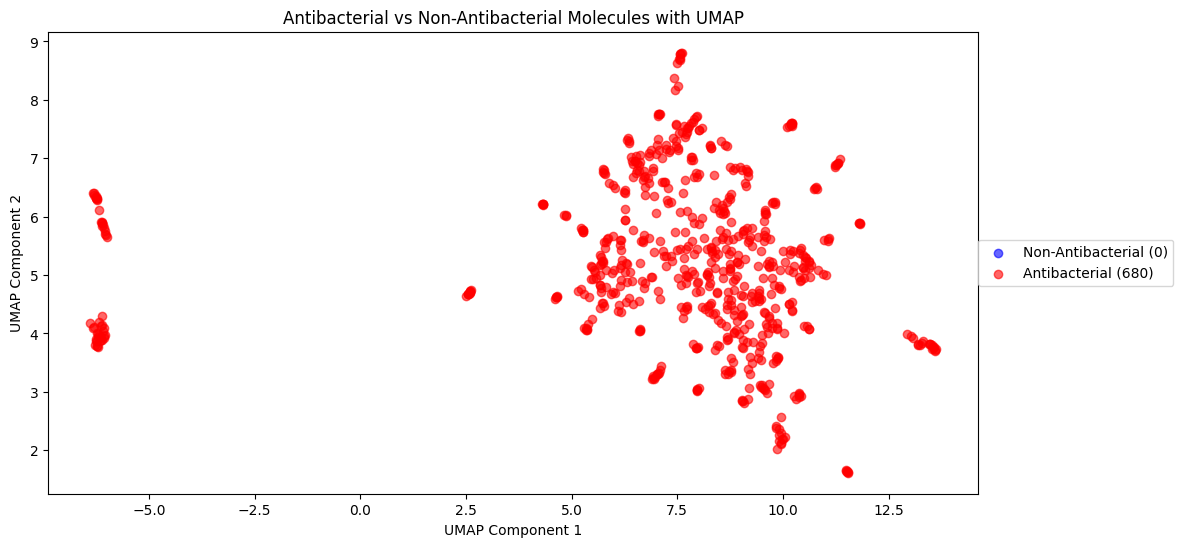 Antibacterial vs Non-Antibacterial Molecules with UMAP
9
8
7
6
5
4
3
2
UMAP Component 2
-5.0 -2.5 0.0 2.5 5.0 7.5 10.0 12.5
UMAP Component 1
Non-Antibacterial (0)
Antibacterial (680)